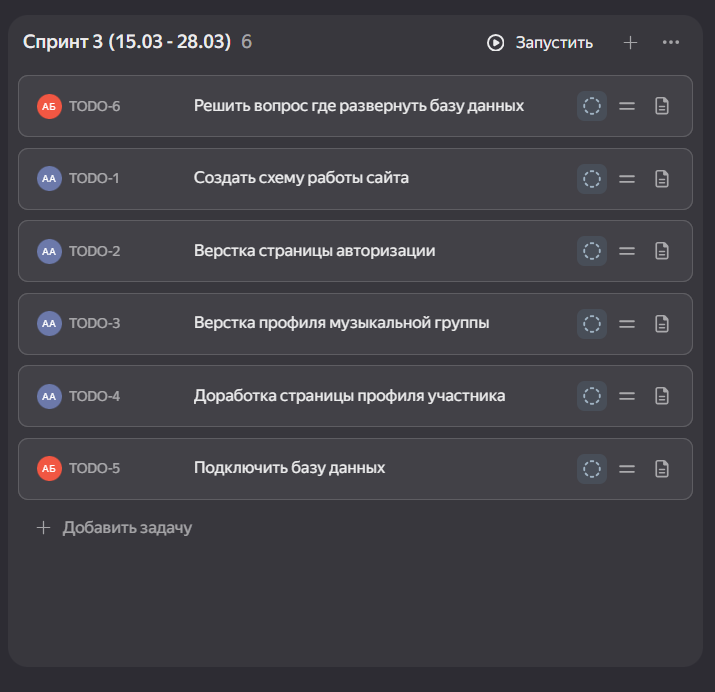 Спринт 3 (15.03 - 28.03) 6 Запустить
АБ TODO-6 Решить вопрос где развернуть базу данных
АА TODO-1 Создать схему работы сайта
АА TODO-2 Верстка страницы авторизации
АА TODO-3 Верстка профиля музыкальной группы
АА TODO-4 Доработка страницы профиля участника
АБ TODO-5 Подключить базу данных
Добавить задачу